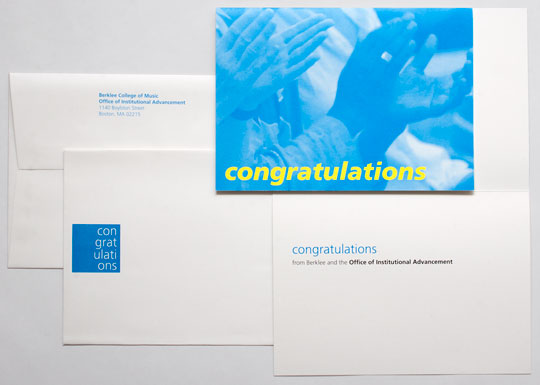 Berklee College of Music
Office of Institutional Advancement
1140 Boylston Street
Boston, MA 02215
congratulations
con
grat
ulati
ons
congratulations
from Berklee and the Office of Institutional Advancement